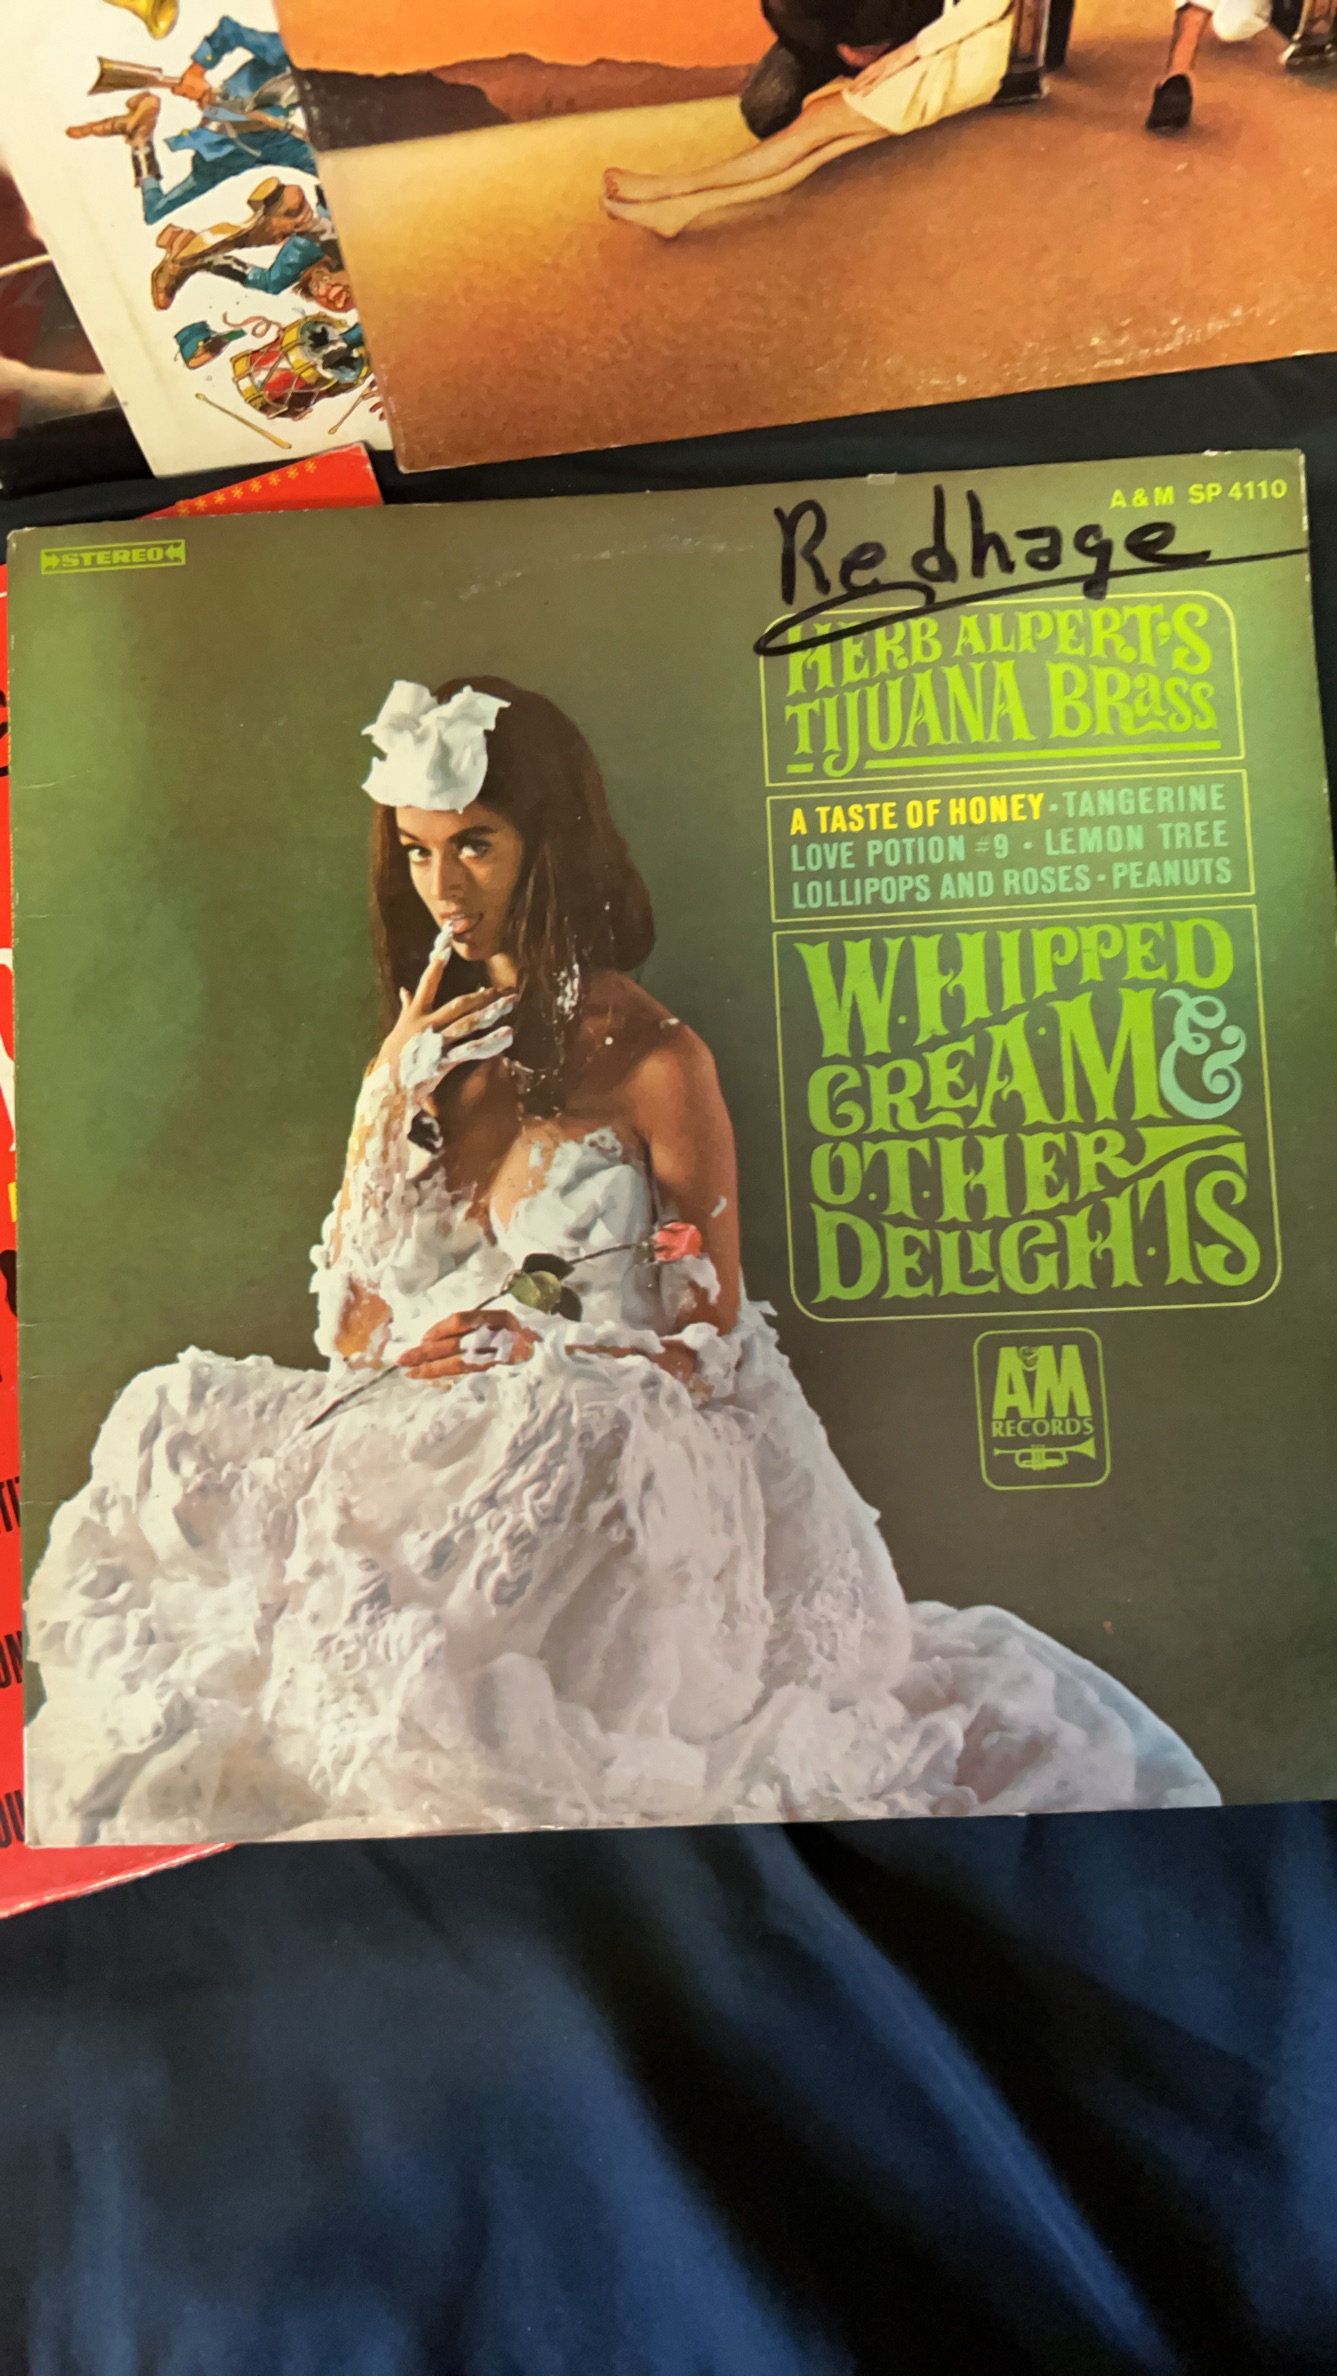 STEREO
A&M SP 4110
Redhage
HERB ALPERT'S
TIJUANA BRASS
A TASTE OF HONEY • TANGERINE
LOVE POTION #9 • LEMON TREE
LOLLIPOPS AND ROSES • PEANUTS
WHIPPED
CREAM &
OTHER
DELIGHTS
A&M
RECORDS